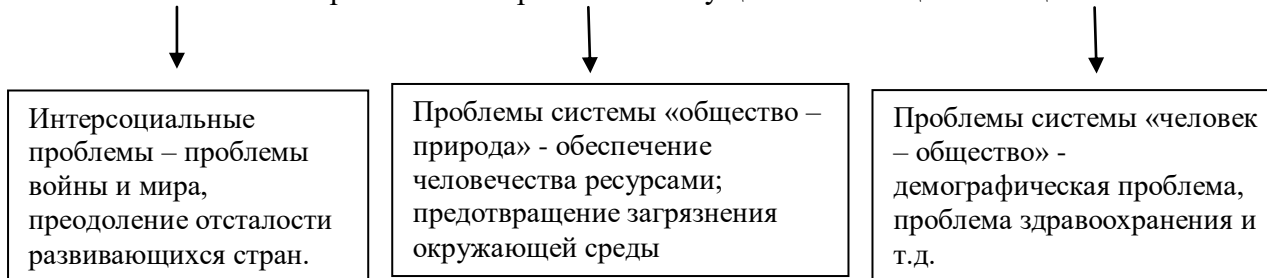 Интерсоциальные
проблемы – проблемы
войны и мира,
преодоление отсталости
развивающихся стран.
Проблемы системы «общество –
природа» - обеспечение
человечества ресурсами;
предотвращение загрязнения
окружающей среды
Проблемы системы «человек
– общество» -
демографическая проблема,
проблема здравоохранения и
т.д.